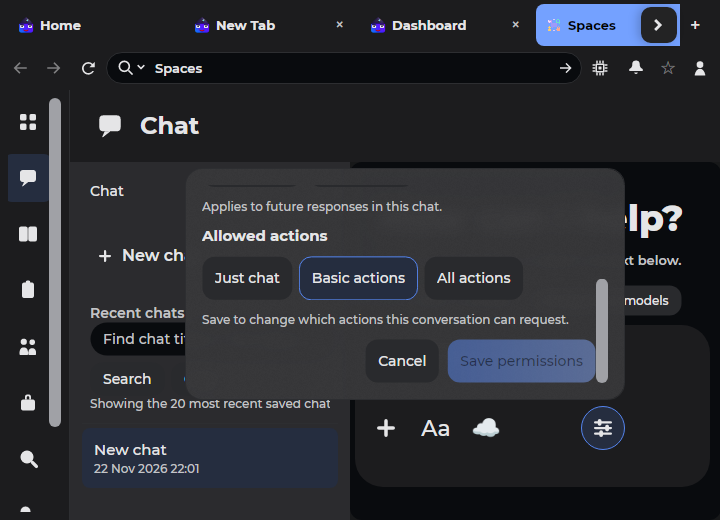 Home
New Tab
Dashboard
Spaces
Spaces
Chat
Chat
New cha
Recent chats
Find chat tit
Search
Showing the 20 most recent saved chat
New chat
22 Nov 2026 22:01
Applies to future responses in this chat.
Allowed actions
Just chat
Basic actions
All actions
Save to change which actions this conversation can request.
Cancel
Save permissions
elp?
xt below.
models
Aa